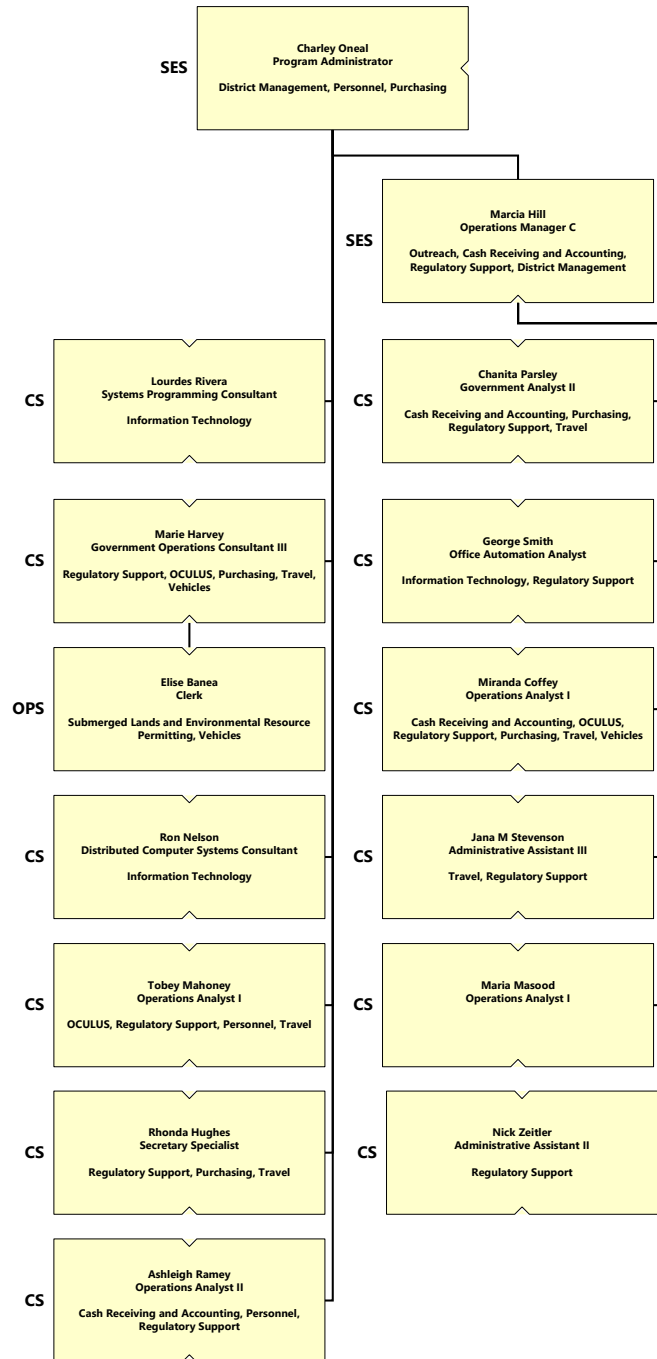 SES
Charley Oneal
Program Administrator
District Management, Personnel, Purchasing
SES
Marcia Hill
Operations Manager C
Outreach, Cash Receiving and Accounting,
Regulatory Support, District Management
CS
Lourdes Rivera
Systems Programming Consultant
Information Technology
CS
Chanita Parsley
Government Analyst II
Cash Receiving and Accounting, Purchasing,
Regulatory Support, Travel
CS
Marie Harvey
Government Operations Consultant III
Regulatory Support, OCULUS, Purchasing, Travel,
Vehicles
CS
George Smith
Office Automation Analyst
Information Technology, Regulatory Support
OPS
Elise Banea
Clerk
Submerged Lands and Environmental Resource
Permitting, Vehicles
CS
Miranda Coffey
Operations Analyst I
Cash Receiving and Accounting, OCULUS,
Regulatory Support, Purchasing, Travel, Vehicles
CS
Ron Nelson
Distributed Computer Systems Consultant
Information Technology
CS
Jana M Stevenson
Administrative Assistant III
Travel, Regulatory Support
CS
Tobey Mahoney
Operations Analyst I
OCULUS, Regulatory Support, Personnel, Travel
CS
Maria Masood
Operations Analyst I
CS
Rhonda Hughes
Secretary Specialist
Regulatory Support, Purchasing, Travel
CS
Nick Zeitler
Administrative Assistant II
Regulatory Support
CS
Ashleigh Ramey
Operations Analyst II
Cash Receiving and Accounting, Personnel,
Regulatory Support